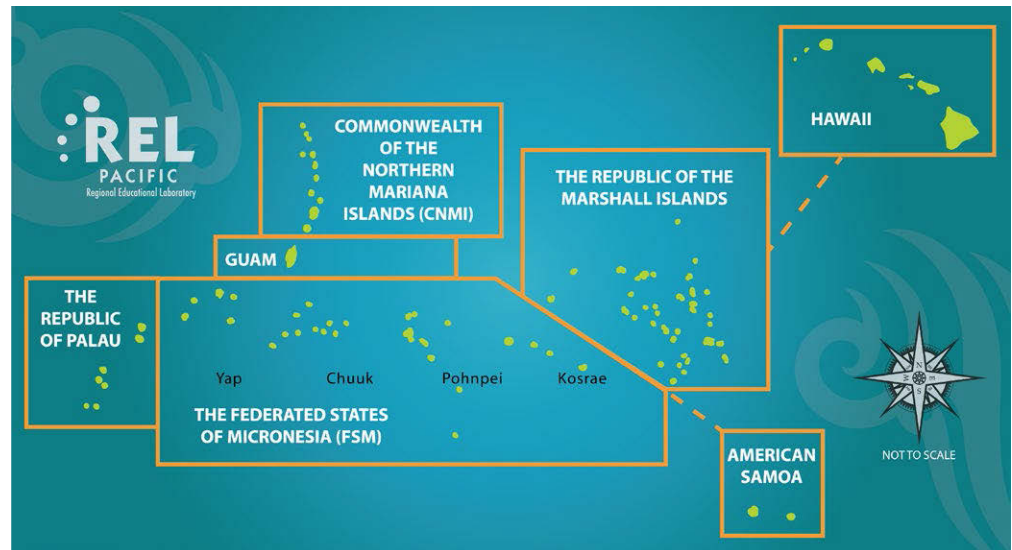 REL
PACIFIC
Regional Educational Laboratory
COMMONWEALTH
OF THE
NORTHERN
MARIANA
ISLANDS (CNMI)
THE REPUBLIC OF THE
MARSHALL ISLANDS
HAWAII
GUAM
THE
REPUBLIC
OF PALAU
Yap
Chuuk
Pohnpei
Kosrae
THE FEDERATED STATES
OF MICRONESIA (FSM)
AMERICAN
SAMOA
N
E
S
W
NOT TO SCALE